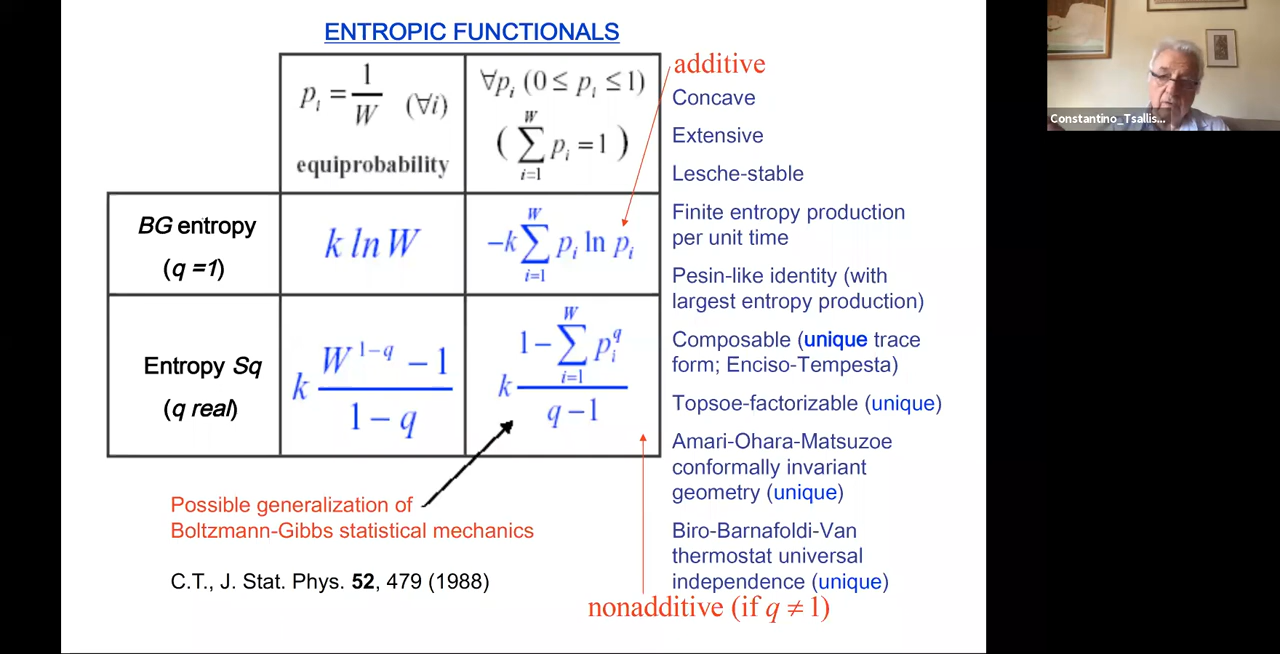 ENTROPIC FUNCTIONALS
p_i = 1/W (∀i)
equiprobability
∀p_i (0 ≤ p_i ≤ 1)
(∑_{i=1}^{W} p_i = 1)
BG entropy
(q =1)
k ln W
−k ∑_{i=1}^{W} p_i ln p_i
Entropy Sq
(q real)
k (W^{1−q} − 1)/(1 − q)
k (1 − ∑_{i=1}^{W} p_i^q)/(q − 1)
additive
Concave
Extensive
Lesche-stable
Finite entropy production
per unit time
Pesin-like identity (with
largest entropy production)
Composable (unique trace
form; Enciso-Tempesta)
Topsoe-factorizable (unique)
Amari-Ohara-Matsuzoe
conformally invariant
geometry (unique)
Biro-Barnafoldi-Van
thermostat universal
independence (unique)
nonadditive (if q ≠ 1)
Possible generalization of
Boltzmann-Gibbs statistical mechanics
C.T., J. Stat. Phys. 52, 479 (1988)
Constantino_Tsallis...